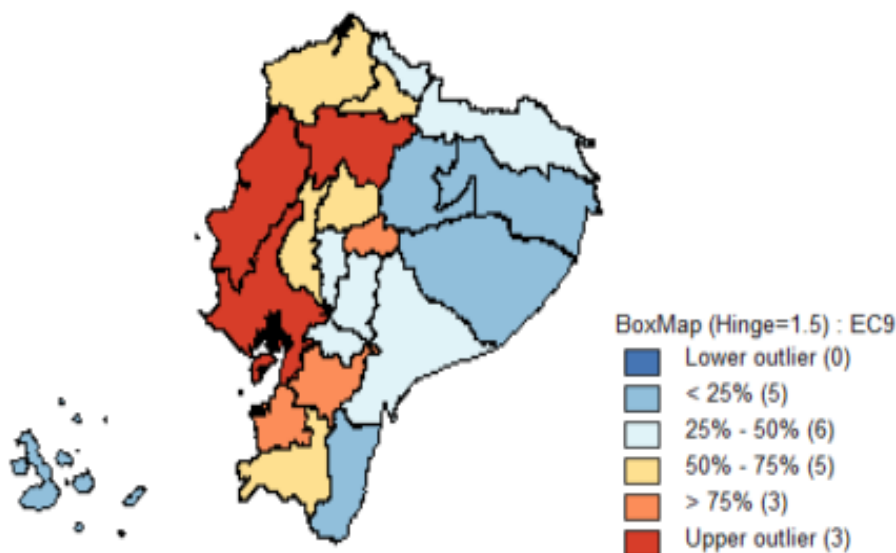 BoxMap (Hinge=1.5) : EC9
Lower outlier (0)
< 25% (5)
25% - 50% (6)
50% - 75% (5)
> 75% (3)
Upper outlier (3)